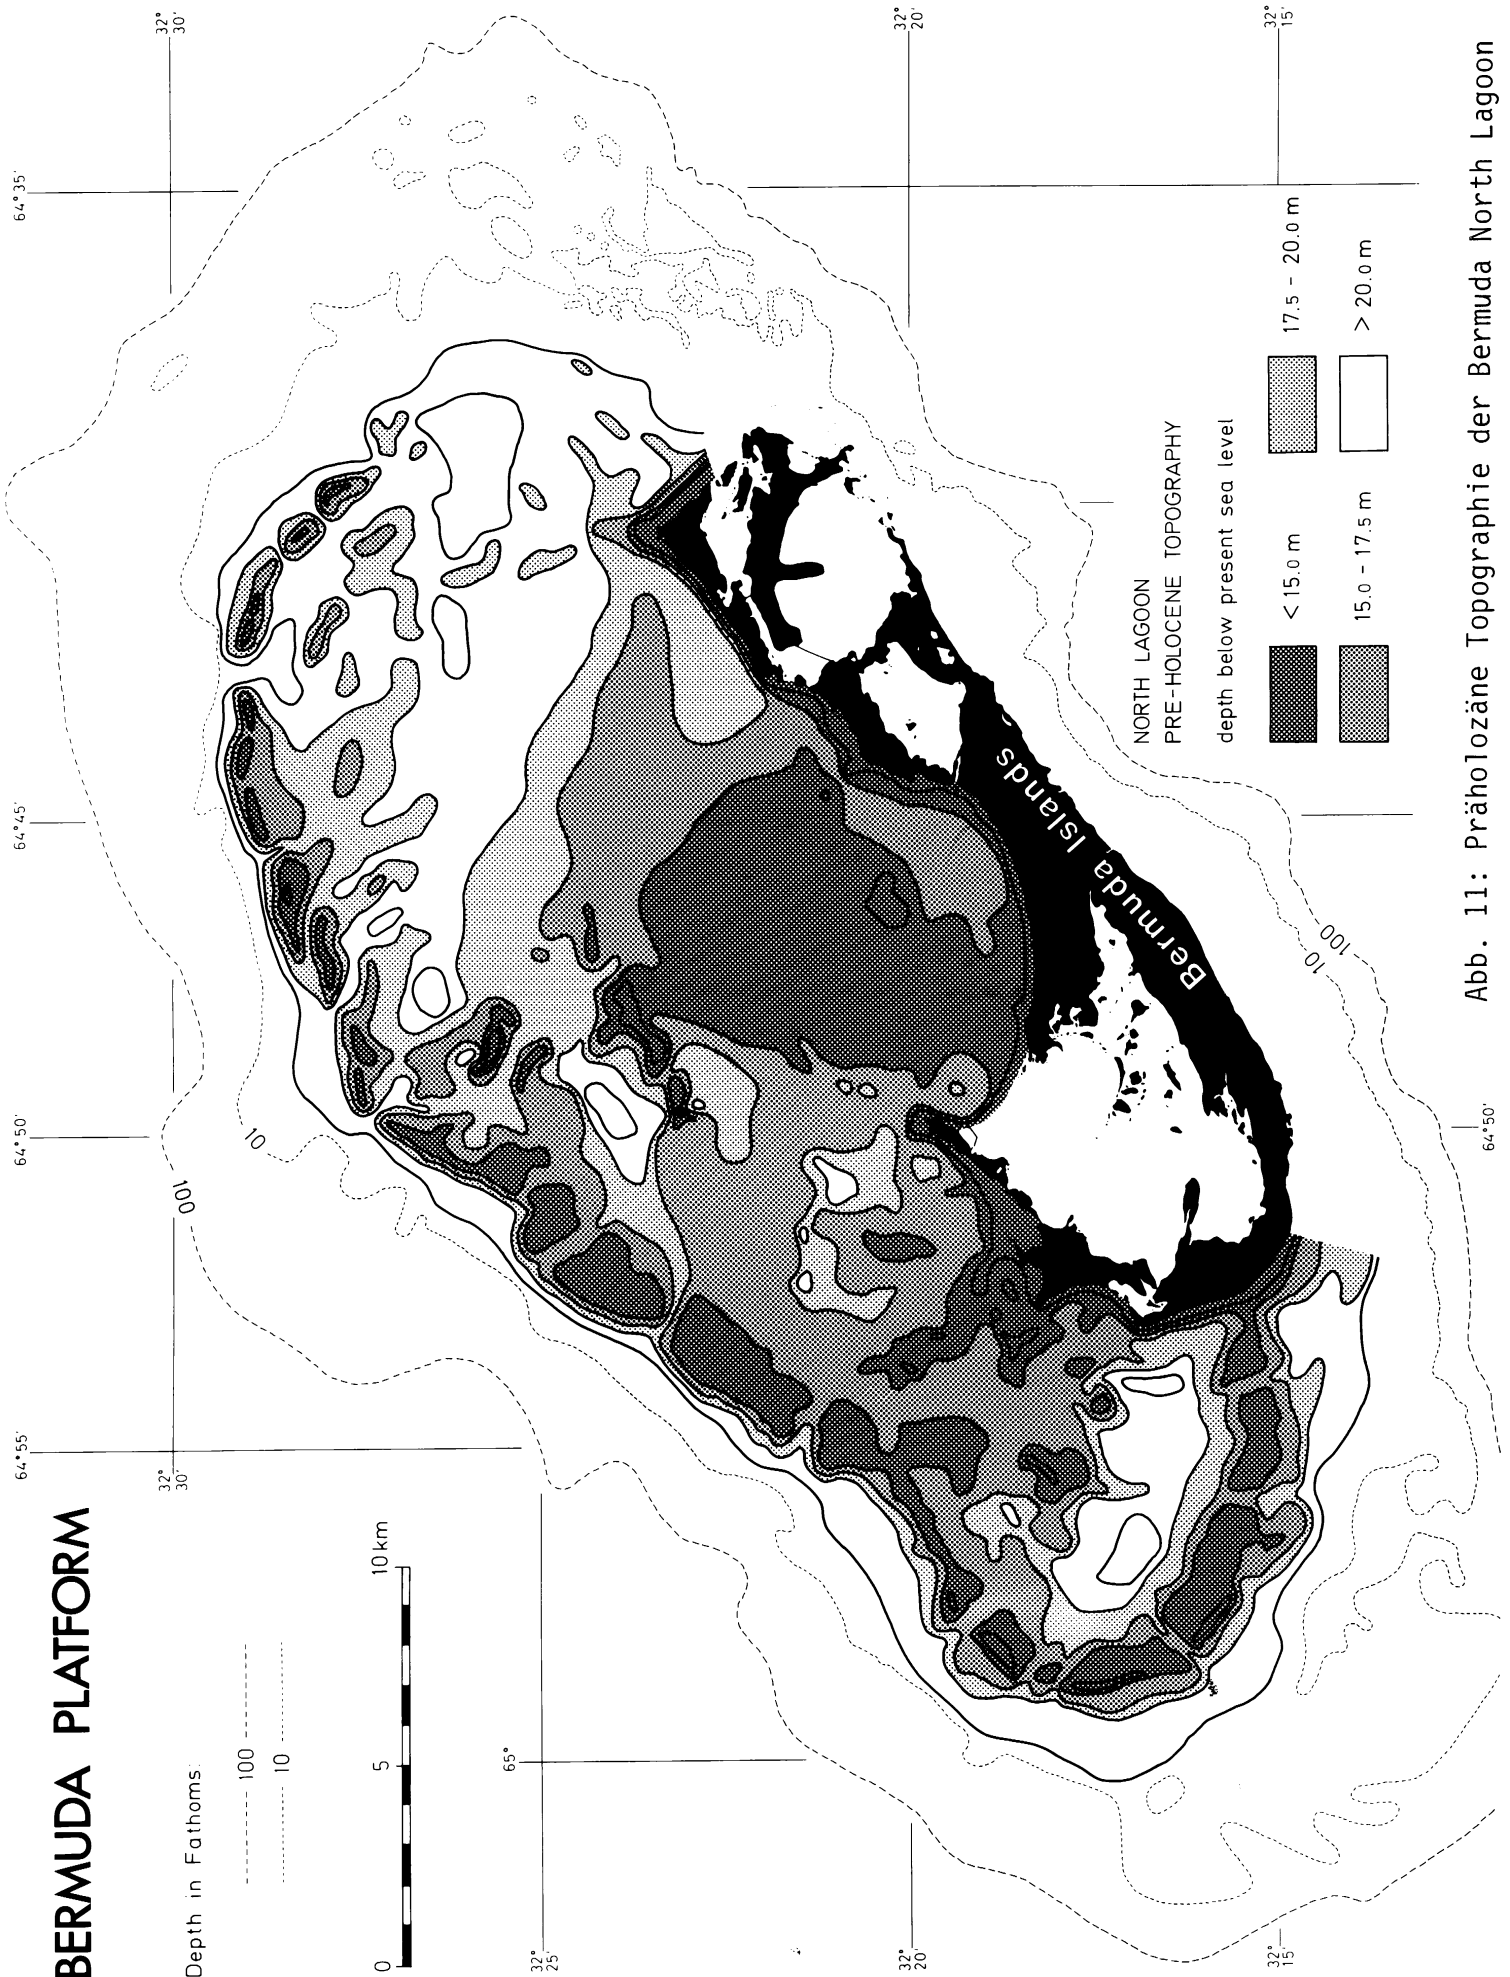 BERMUDA PLATFORM
Depth in Fathoms:
100
10
0 5 10 km
64° 55'
64° 50'
64° 45'
64° 35'
32° 30'
32° 30'
32° 25'
65°
32° 20'
32° 20'
32° 15'
32° 15'
64° 50'
100
10
10
100
Bermuda Islands
NORTH LAGOON
PRE-HOLOCENE TOPOGRAPHY
depth below present sea level
< 15.0 m
17.5 - 20.0 m
15.0 - 17.5 m
> 20.0 m
Abb. 11: Präholozäne Topographie der Bermuda North Lagoon